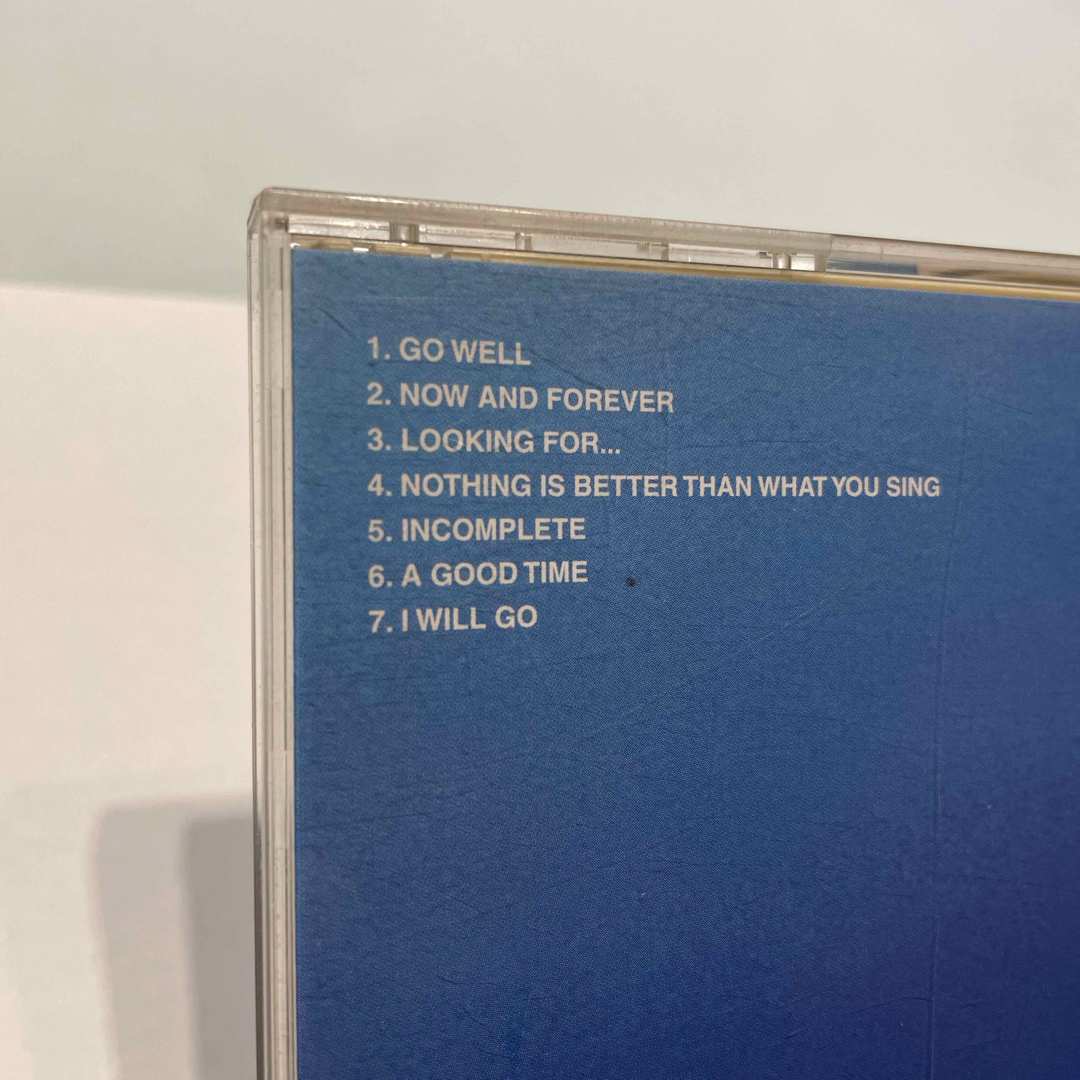 1. GO WELL
2. NOW AND FOREVER
3. LOOKING FOR...
4. NOTHING IS BETTER THAN WHAT YOU SING
5. INCOMPLETE
6. A GOOD TIME
7. I WILL GO